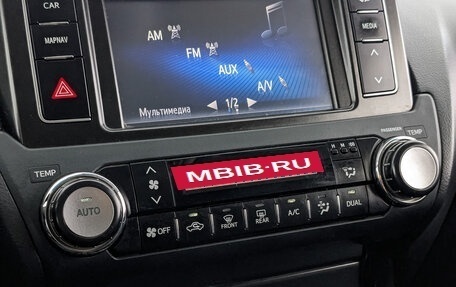 CAR
MAPNAV
AM
FM
AUX
A/V
Мультимедиа
1/2
MEDIA
TEMP
AUTO
MBIB·RU
PASSENGER
TEMP
OFF
FRONT
REAR
A/C
DUAL